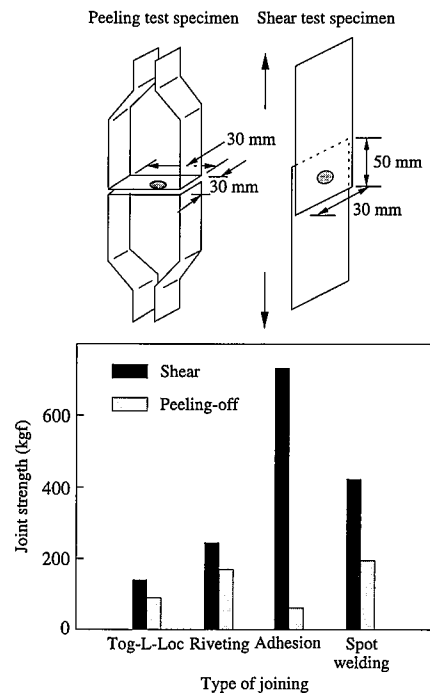 Peeling test specimen
Shear test specimen
30 mm
30 mm
50 mm
30 mm
Shear
Peeling-off
Joint strength (kgf)
600
400
200
0
Tog-L-Loc
Riveting
Adhesion
Spot
welding
Type of joining